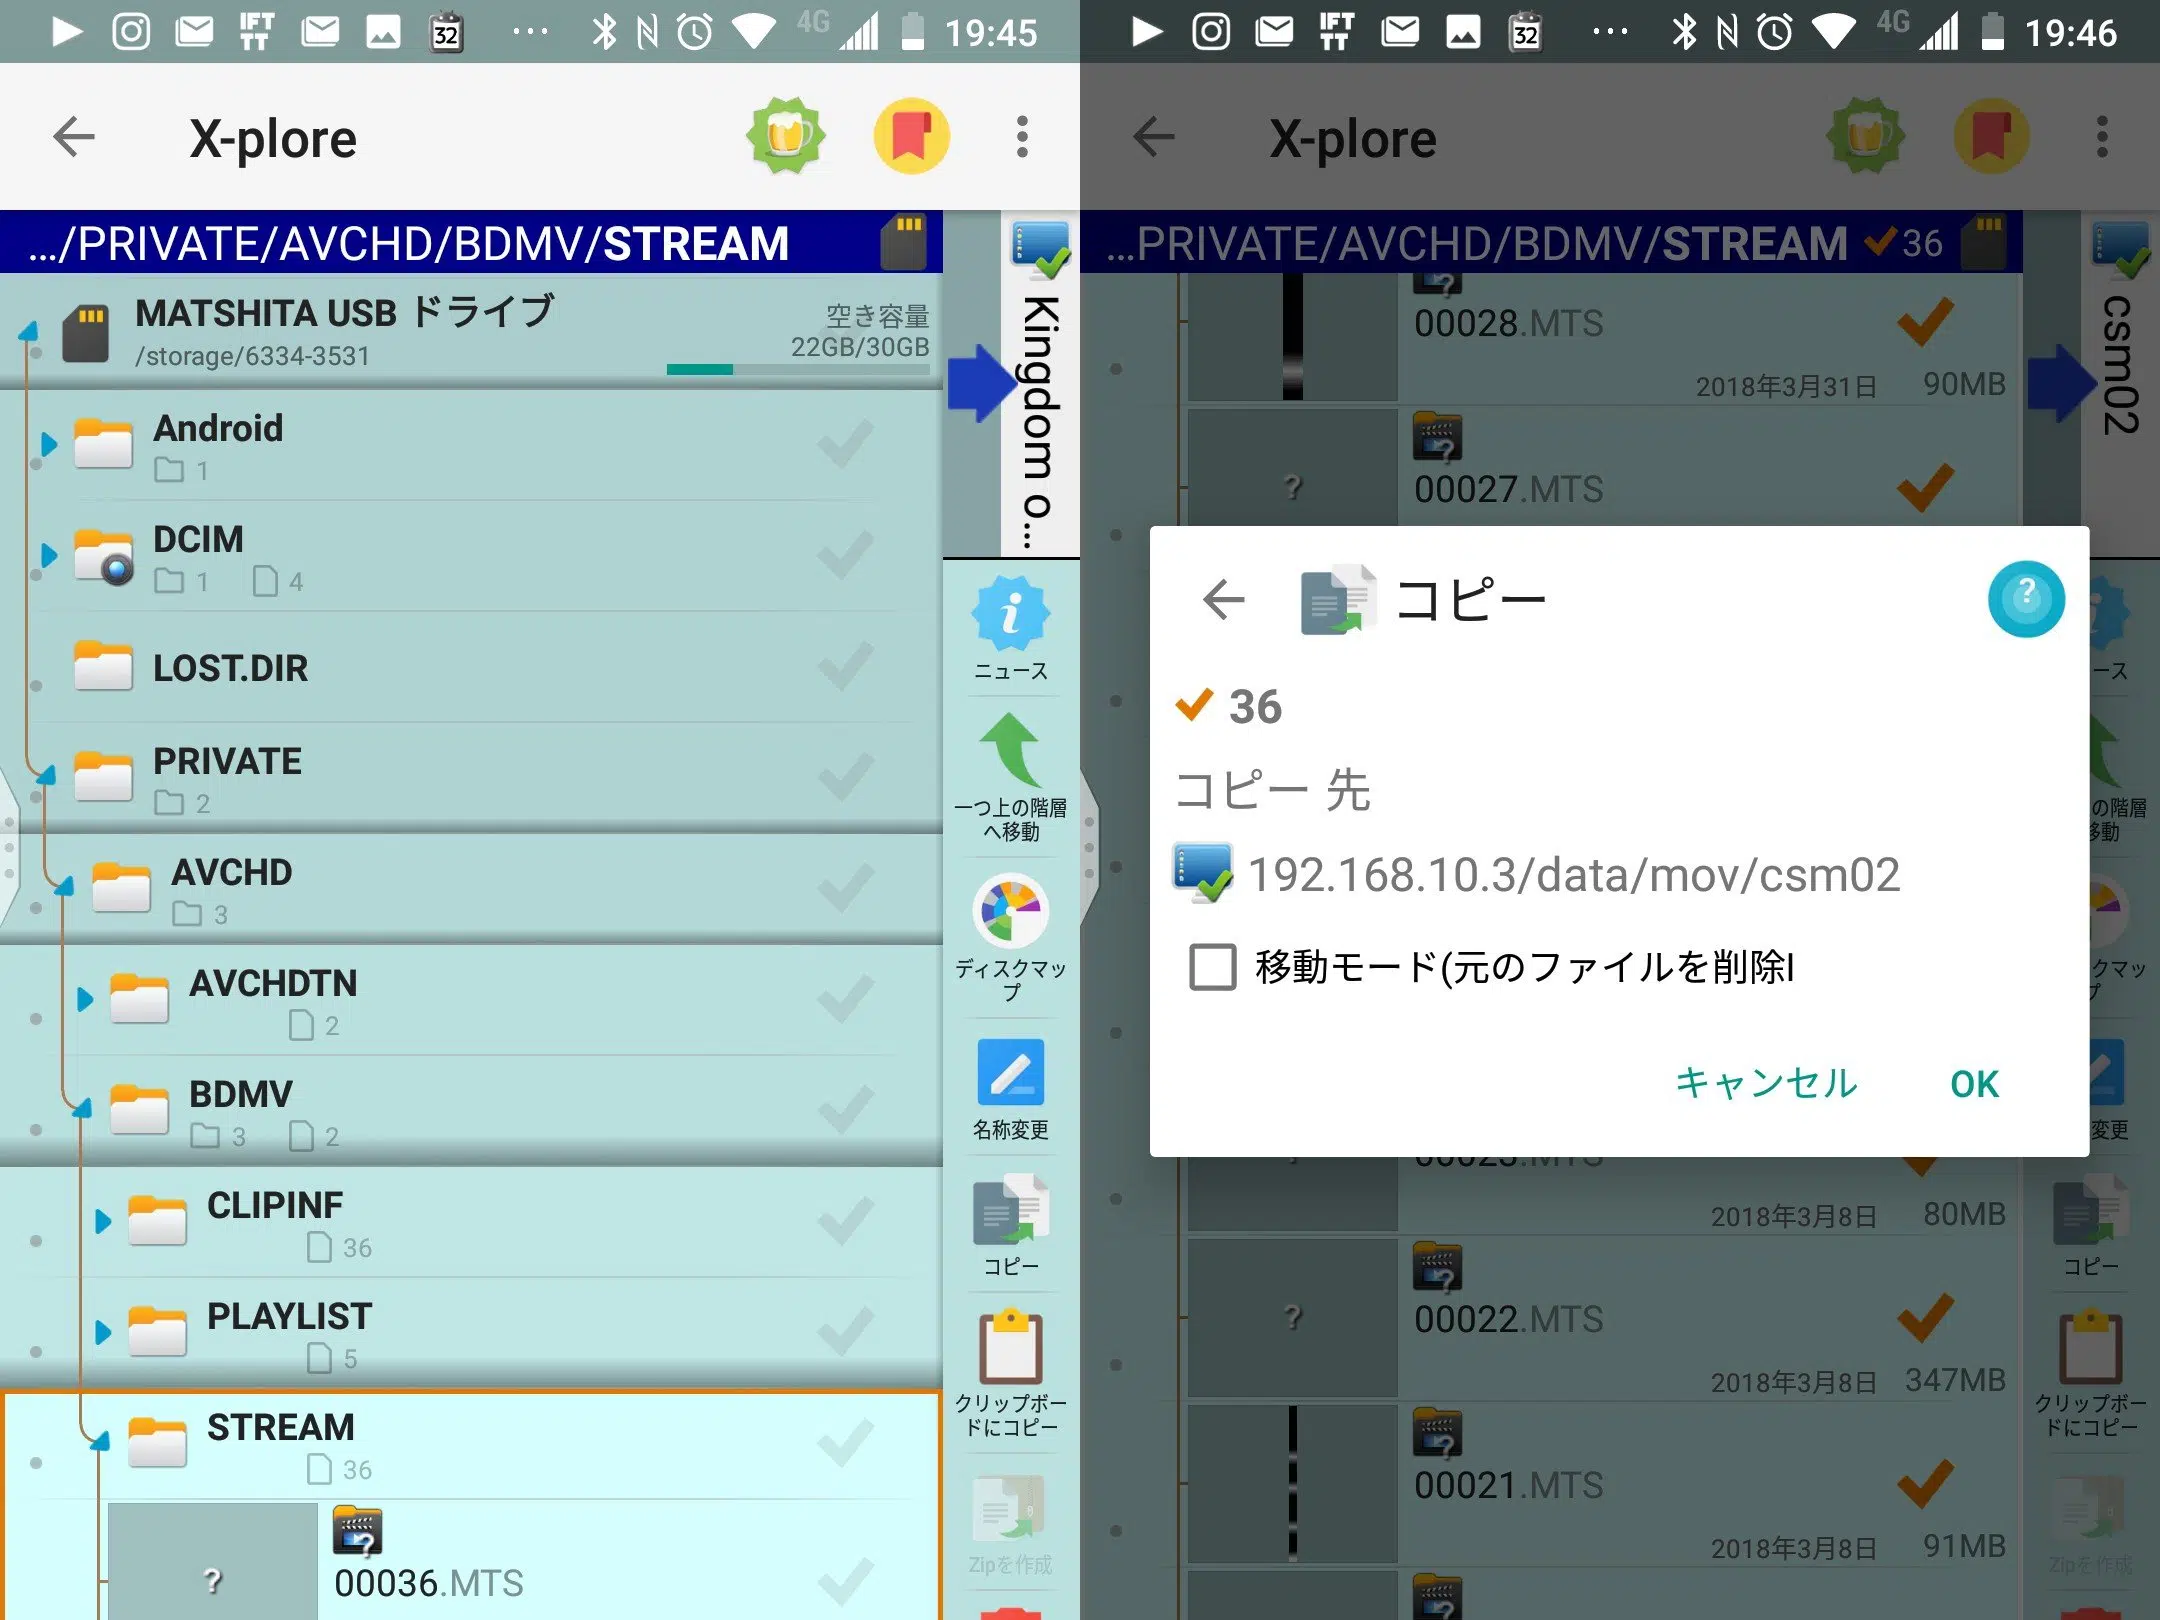 32
...
4G
19:45
X-plore
.../PRIVATE/AVCHD/BDMV/STREAM
MATSHITA USB ドライブ
/storage/6334-3531
空き容量
22GB/30GB
Android
1
DCIM
1
4
LOST.DIR
PRIVATE
2
AVCHD
3
AVCHDTN
2
BDMV
3
2
CLIPINF
36
PLAYLIST
5
STREAM
36
?
00036.MTS
Kingdom o...
ニュース
一つ上の階層
へ移動
ディスクマッ
プ
名称変更
コピー
クリップボー
ドにコピー
Zipを作成
IF
TT
32
...
4G
19:46
X-plore
...PRIVATE/AVCHD/BDMV/STREAM
36
00028.MTS
2018年3月31日
90MB
?
00027.MTS
コピー
?
36
コピー 先
192.168.10.3/data/mov/csm02
移動モード(元のファイルを削除I
キャンセル
OK
2018年3月8日
80MB
?
00022.MTS
2018年3月8日
347MB
00021.MTS
2018年3月8日
91MB
csm02
ース
の階層
移動
クマッ
プ
変更
コピー
クリップボー
ドにコピー
Zipを作成